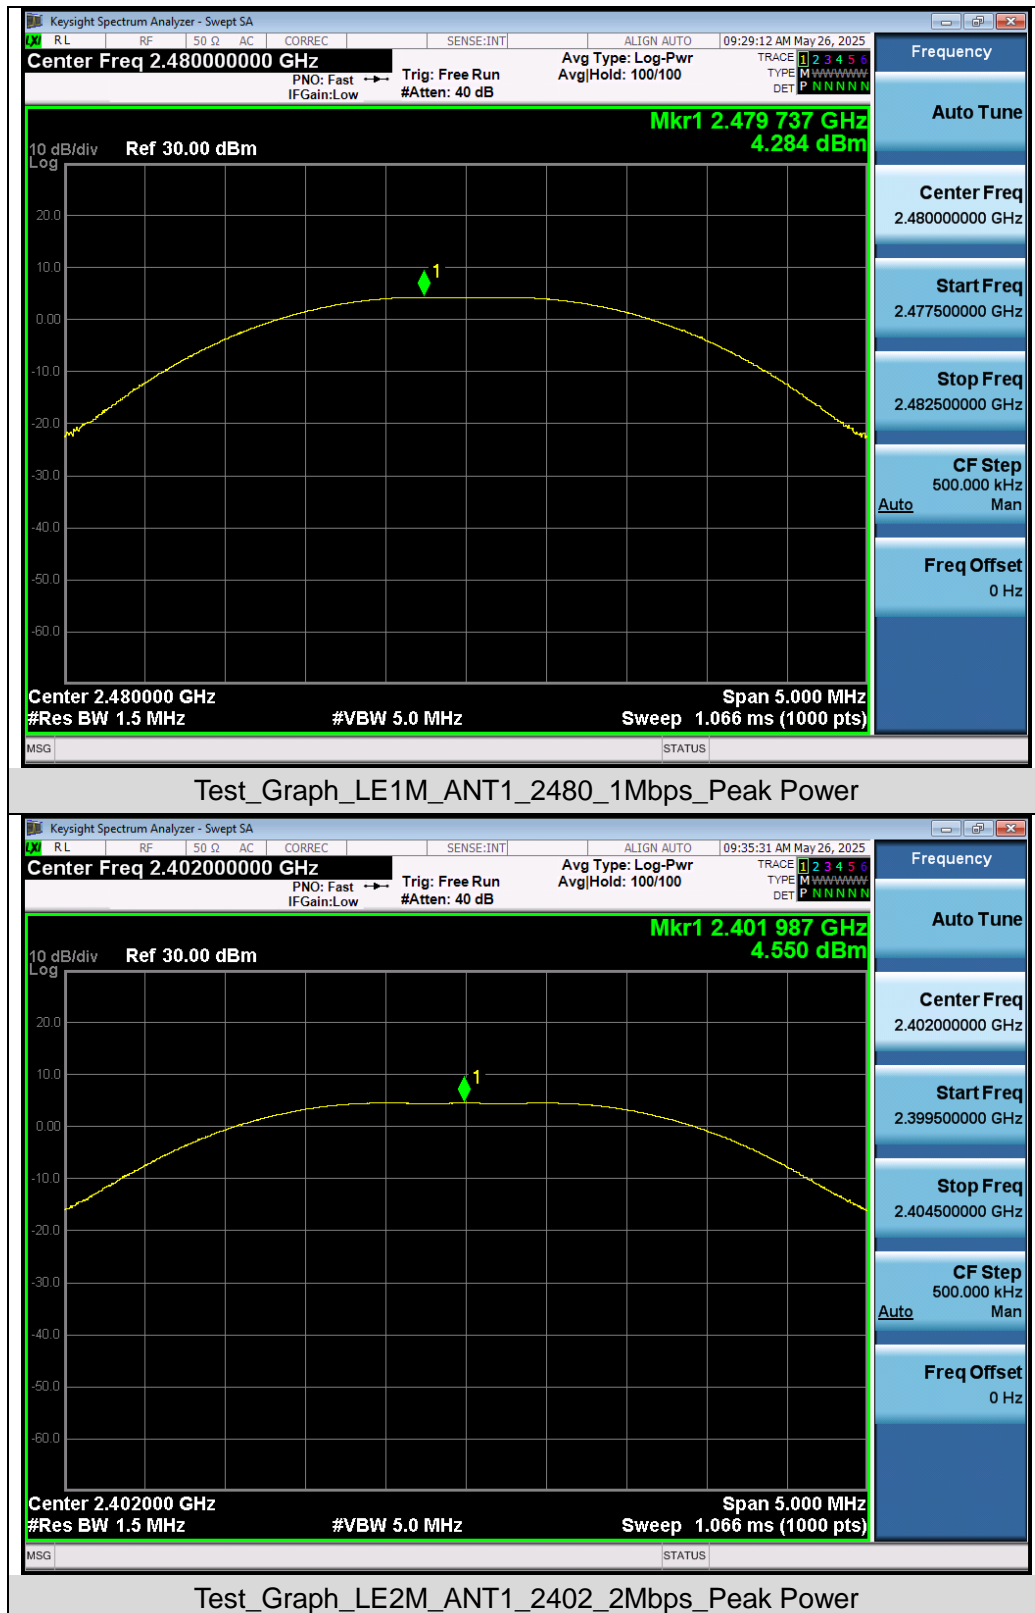 Keysight Spectrum Analyzer - Swept SA
LXI RL RF 50 Ω AC CORREC SENSE:INT ALIGN AUTO 09:29:12 AM May 26, 2025
Center Freq 2.480000000 GHz
PNO: Fast
IFGain:Low
Trig: Free Run
#Atten: 40 dB
Avg Type: Log-Pwr
Avg|Hold: 100/100
TRACE 1 2 3 4 5 6
TYPE M WWWWW
DET P N N N N N
Mkr1 2.479 737 GHz
4.284 dBm
10 dB/div Ref 30.00 dBm
Log
20.0
10.0
1
0.00
-10.0
-20.0
-30.0
-40.0
-50.0
-60.0
Center 2.480000 GHz Span 5.000 MHz
#Res BW 1.5 MHz #VBW 5.0 MHz Sweep 1.066 ms (1000 pts)
MSG STATUS
Frequency
Auto Tune
Center Freq
2.480000000 GHz
Start Freq
2.477500000 GHz
Stop Freq
2.482500000 GHz
CF Step
500.000 kHz
Auto Man
Freq Offset
0 Hz
Test_Graph_LE1M_ANT1_2480_1Mbps_Peak Power
Keysight Spectrum Analyzer - Swept SA
LXI RL RF 50 Ω AC CORREC SENSE:INT ALIGN AUTO 09:35:31 AM May 26, 2025
Center Freq 2.402000000 GHz
PNO: Fast
IFGain:Low
Trig: Free Run
#Atten: 40 dB
Avg Type: Log-Pwr
Avg|Hold: 100/100
TRACE 1 2 3 4 5 6
TYPE M WWWWW
DET P N N N N N
Mkr1 2.401 987 GHz
4.550 dBm
10 dB/div Ref 30.00 dBm
Log
20.0
10.0
1
0.00
-10.0
-20.0
-30.0
-40.0
-50.0
-60.0
Center 2.402000 GHz Span 5.000 MHz
#Res BW 1.5 MHz #VBW 5.0 MHz Sweep 1.066 ms (1000 pts)
MSG STATUS
Frequency
Auto Tune
Center Freq
2.402000000 GHz
Start Freq
2.399500000 GHz
Stop Freq
2.404500000 GHz
CF Step
500.000 kHz
Auto Man
Freq Offset
0 Hz
Test_Graph_LE2M_ANT1_2402_2Mbps_Peak Power